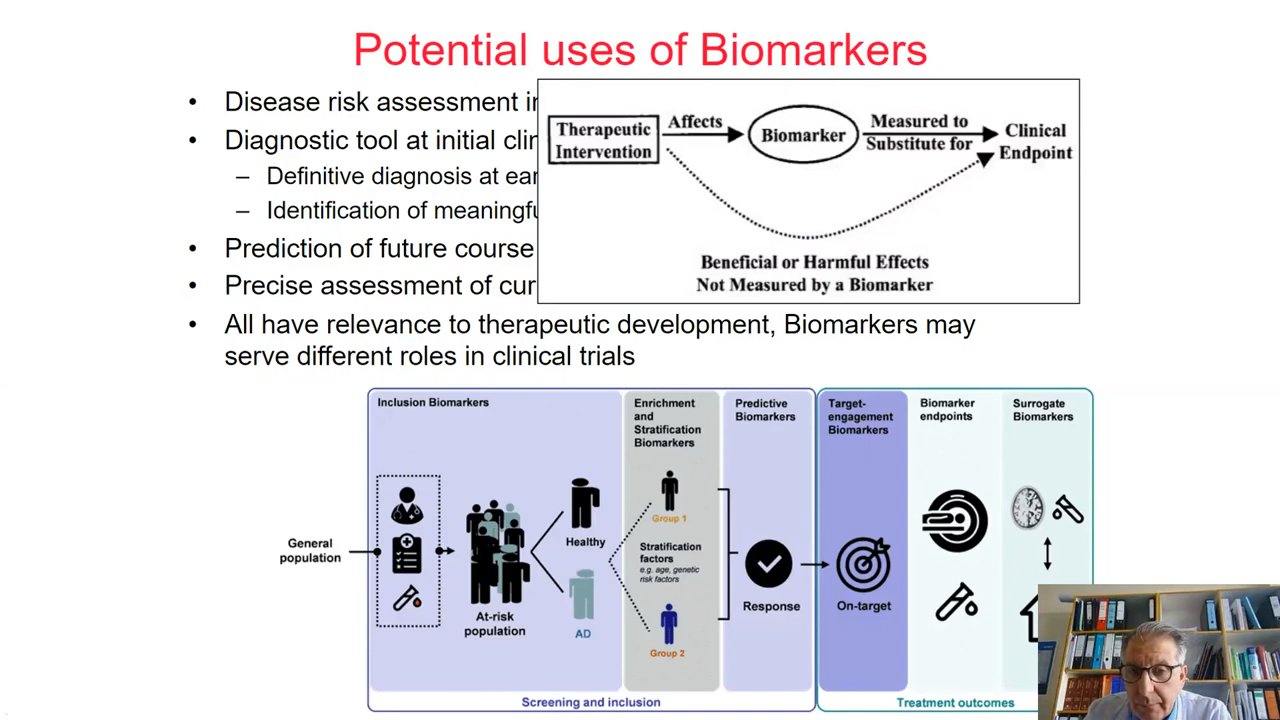 Potential uses of Biomarkers
• Disease risk assessment
• Diagnostic tool at initial
– Definitive diagnosis at
– Identification of
• Prediction of future course
• Precise assessment of
• All have relevance to therapeutic development, Biomarkers may
serve different roles in clinical trials
Therapeutic
Intervention
Affects
Biomarker
Measured to
Substitute for
Clinical
Endpoint
Beneficial or Harmful Effects
Not Measured by a Biomarker
Inclusion Biomarkers
General
population
At-risk
population
Healthy
AD
Enrichment
and
Stratification
Biomarkers
Group 1
Stratification
factors
e.g. age, genetic
risk factors
Group 2
Predictive
Biomarkers
Response
Screening and inclusion
Target-
engagement
Biomarkers
On-target
Biomarker
endpoints
Surrogate
Biomarkers
Treatment outcomes